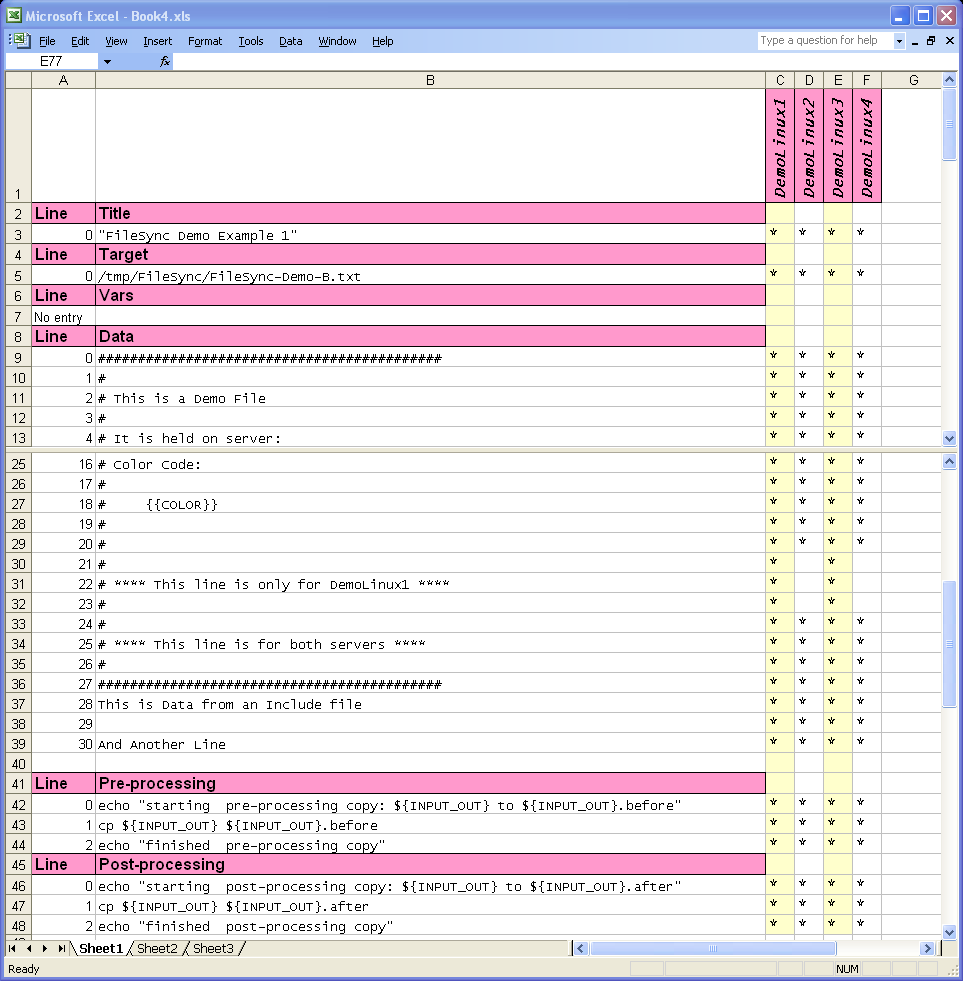 Microsoft Excel - Book4.xls
File Edit View Insert Format Tools Data Window Help Type a question for help
E77 fx
A B C D E F G
1 DemoLinux1 DemoLinux2 DemoLinux3 DemoLinux4
2 Line Title
3 0 "FileSync Demo Example 1" * * * *
4 Line Target
5 0 /tmp/FileSync/FileSync-Demo-B.txt * * * *
6 Line Vars
7 No entry
8 Line Data
9 0 ########################################### * * * *
10 1 # * * * *
11 2 # This is a Demo File * * * *
12 3 # * * * *
13 4 # It is held on server: * * * *
25 16 # Color Code: * * * *
26 17 # * * * *
27 18 #     {{COLOR}} * * * *
28 19 # * * * *
29 20 # * * * *
30 21 # * *
31 22 # **** This line is only for DemoLinux1 **** * *
32 23 # * *
33 24 # * * * *
34 25 # **** This line is for both servers **** * * * *
35 26 # * * * *
36 27 ########################################### * * * *
37 28 This is Data from an Include file * * * *
38 29 * * * *
39 30 And Another Line * * * *
40
41 Line Pre-processing
42 0 echo "starting  pre-processing copy: ${INPUT_OUT} to ${INPUT_OUT}.before" * * * *
43 1 cp ${INPUT_OUT} ${INPUT_OUT}.before * * * *
44 2 echo "finished  pre-processing copy" * * * *
45 Line Post-processing
46 0 echo "starting  post-processing copy: ${INPUT_OUT} to ${INPUT_OUT}.after" * * * *
47 1 cp ${INPUT_OUT} ${INPUT_OUT}.after * * * *
48 2 echo "finished  post-processing copy" * * * *
Sheet1 Sheet2 Sheet3
Ready NUM